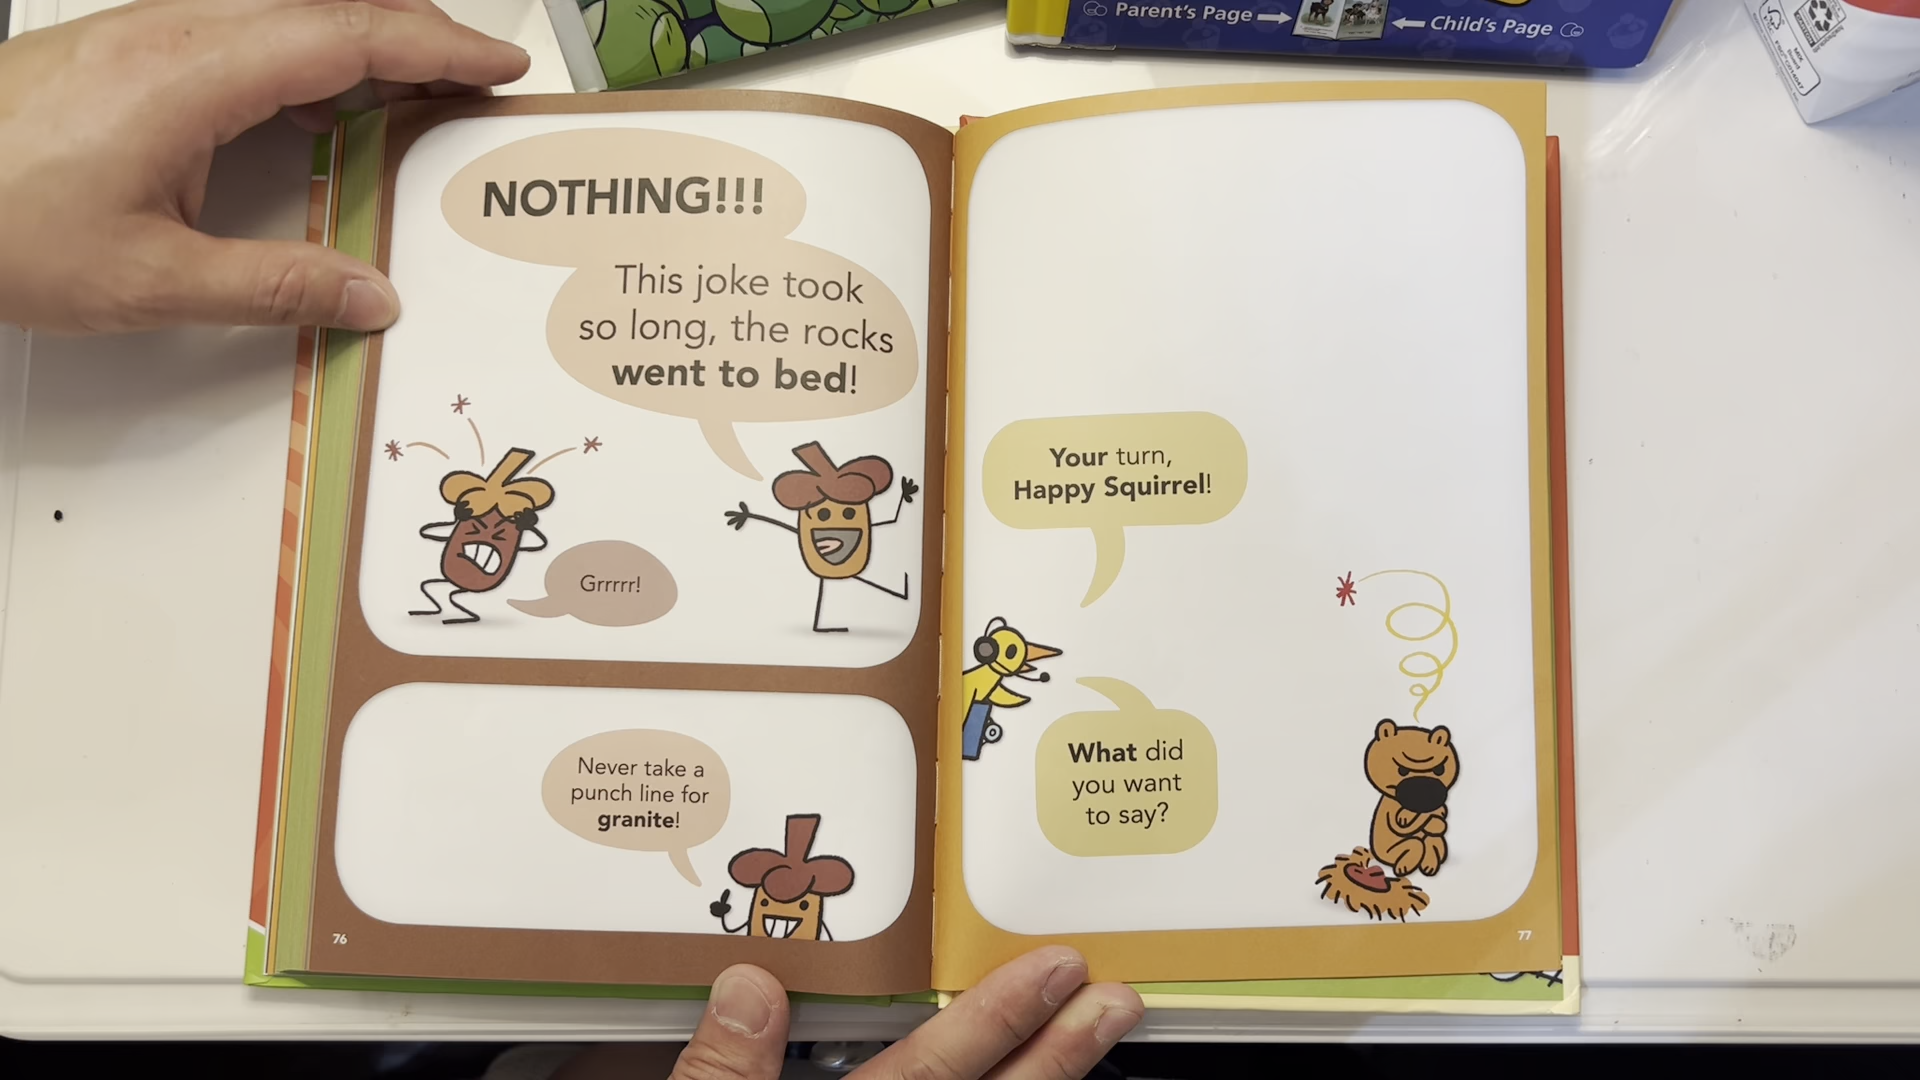 Parent's Page
Child's Page
NOTHING!!!
This joke took
so long, the rocks
went to bed!
Grrrrr!
Never take a
punch line for
granite!
76
Your turn,
Happy Squirrel!
What did
you want
to say?
77